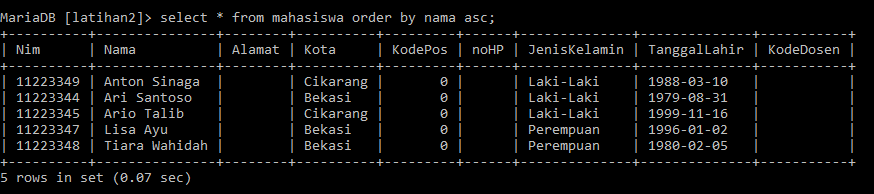 MariaDB [latihan2]> select * from mahasiswa order by nama asc;
+----------+---------------+--------+----------+---------+------+--------------+--------------+-----------+
| Nim      | Nama          | Alamat | Kota     | KodePos | noHP | JenisKelamin | TanggalLahir | KodeDosen |
+----------+---------------+--------+----------+---------+------+--------------+--------------+-----------+
| 11223349 | Anton Sinaga  |        | Cikarang |       0 |      | Laki-Laki    | 1988-03-10   |           |
| 11223344 | Ari Santoso   |        | Bekasi   |       0 |      | Laki-Laki    | 1979-08-31   |           |
| 11223345 | Ario Talib    |        | Cikarang |       0 |      | Laki-Laki    | 1999-11-16   |           |
| 11223347 | Lisa Ayu      |        | Bekasi   |       0 |      | Perempuan    | 1996-01-02   |           |
| 11223348 | Tiara Wahidah |        | Bekasi   |       0 |      | Perempuan    | 1980-02-05   |           |
+----------+---------------+--------+----------+---------+------+--------------+--------------+-----------+
5 rows in set (0.07 sec)